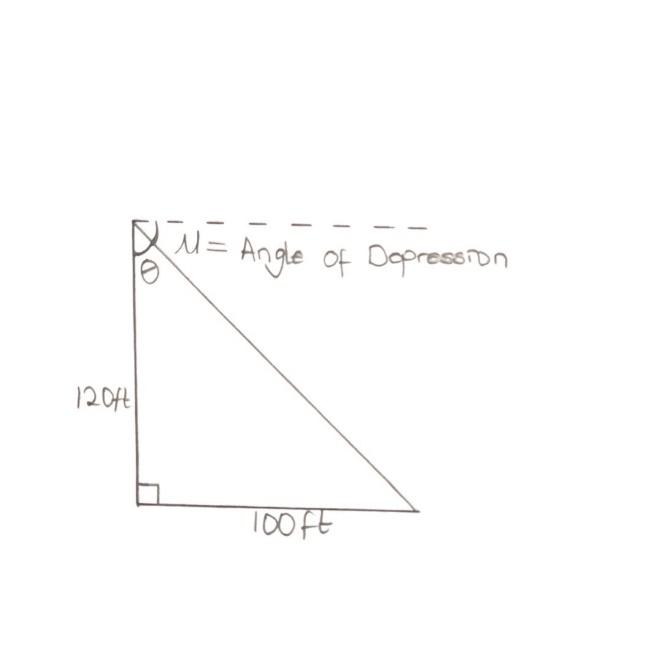 μ = Angle of Depression
θ
120ft
100ft